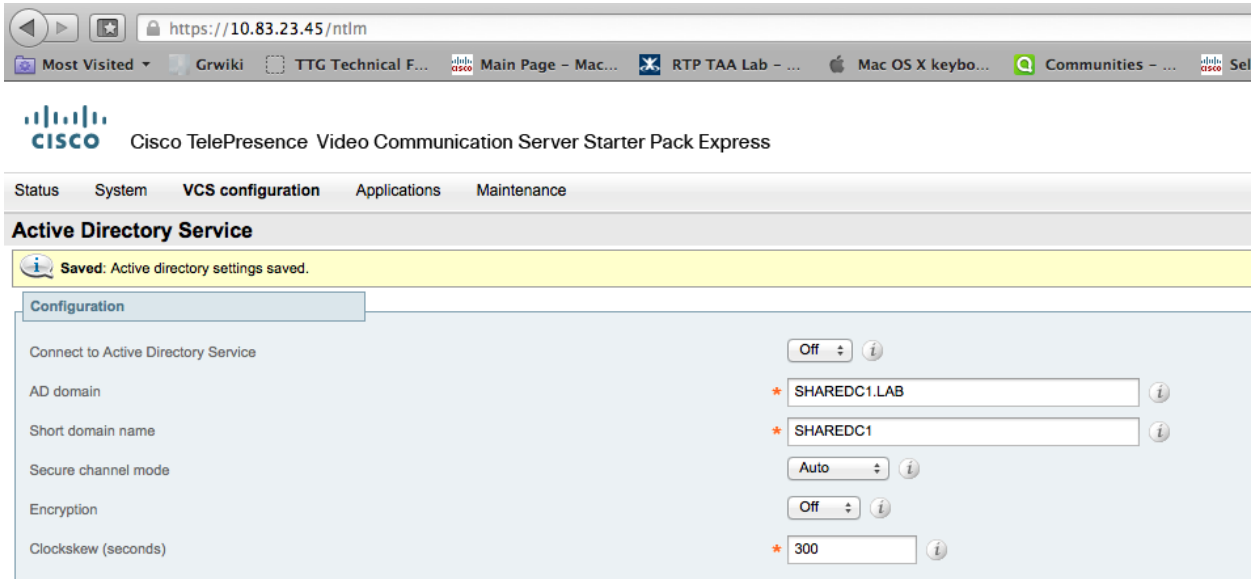 https://10.83.23.45/ntlm
Most Visited Grwiki TTG Technical F... Main Page – Mac... RTP TAA Lab – ... Mac OS X keybo... Communities – ... Sel
CISCO Cisco TelePresence Video Communication Server Starter Pack Express
Status System VCS configuration Applications Maintenance
Active Directory Service
Saved: Active directory settings saved.
Configuration
Connect to Active Directory Service Off
AD domain * SHAREDC1.LAB
Short domain name * SHAREDC1
Secure channel mode Auto
Encryption Off
Clockskew (seconds) * 300